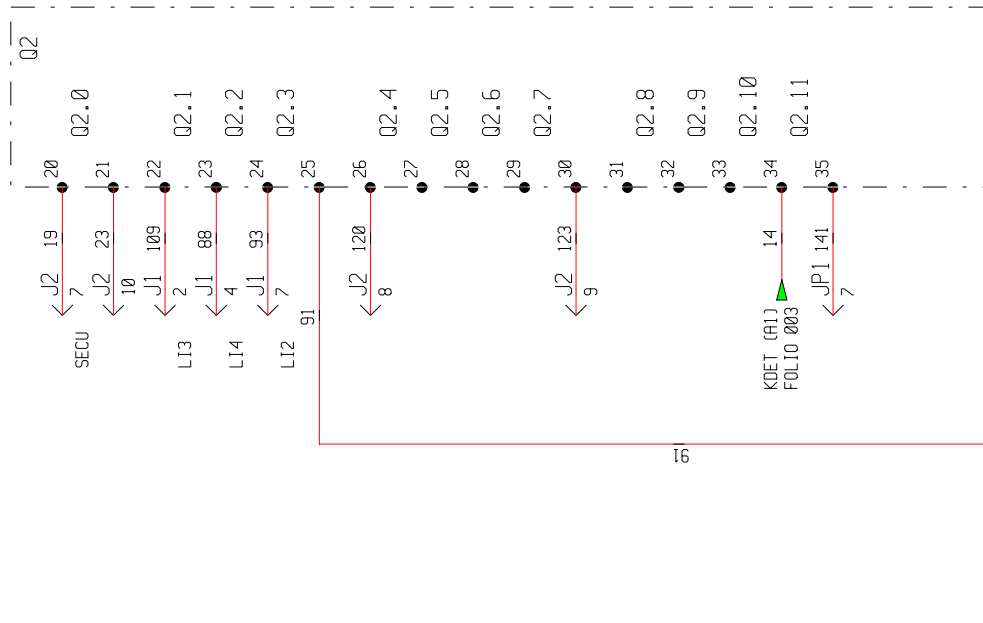 Q2
Q2.0
Q2.1
Q2.2
Q2.3
Q2.4
Q2.5
Q2.6
Q2.7
Q2.8
Q2.9
Q2.10
Q2.11
20
21
22
23
24
25
26
27
28
29
30
31
32
33
34
35
19
23
109
88
93
120
123
14
141
J2
7
J2
10
J1
2
J1
4
J1
7
J2
8
J2
9
JP1
7
91
SECU
LI3
LI4
LI2
KDET (A1)
FOLIO 003
91